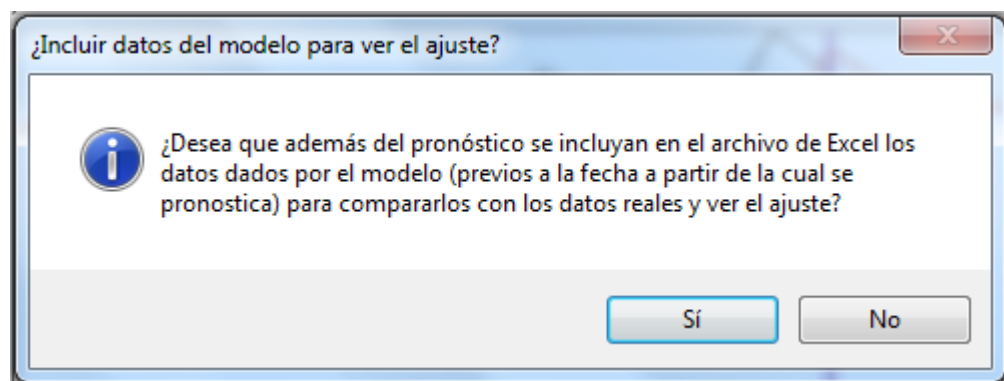 ¿Incluir datos del modelo para ver el ajuste?
¿Desea que además del pronóstico se incluyan en el archivo de Excel los
datos dados por el modelo (previos a la fecha a partir de la cual se
pronostica) para compararlos con los datos reales y ver el ajuste?
Sí
No